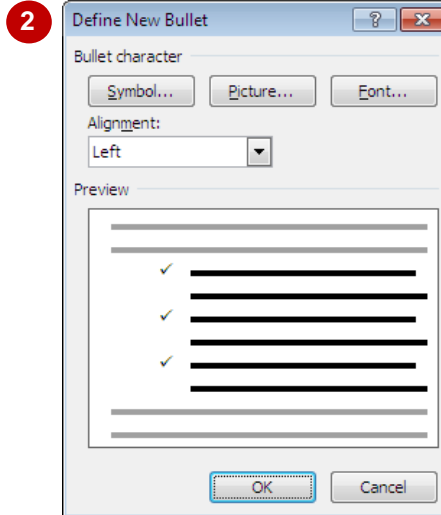 2
Define New Bullet
Bullet character
Symbol... Picture... Font...
Alignment:
Left
Preview
OK Cancel